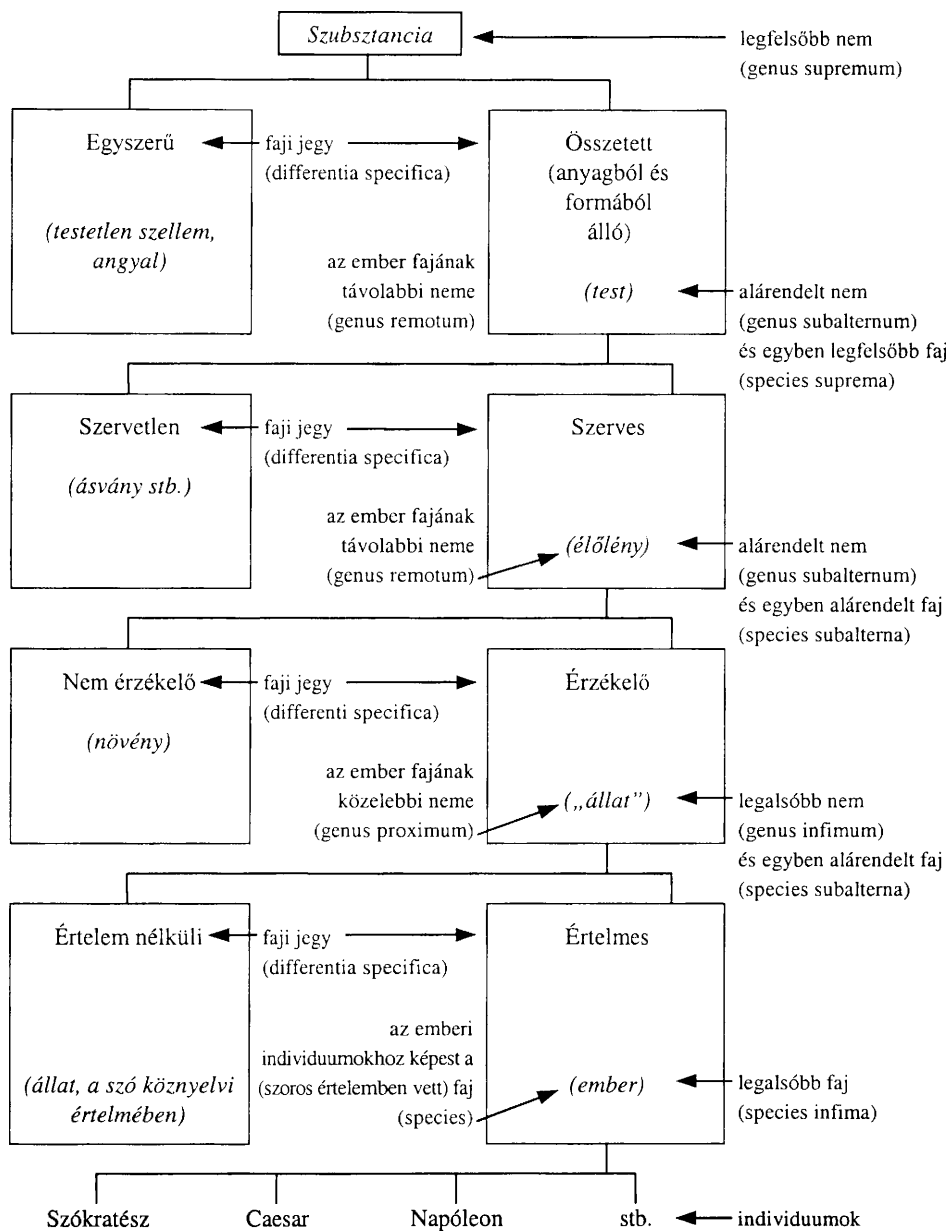 Szubsztancia
legfelsőbb nem
(genus supremum)
Egyszerű
(testetlen szellem,
angyal)
faji jegy
(differentia specifica)
Összetett
(anyagból és
formából
álló)
(test)
az ember fajának
távolabbi neme
(genus remotum)
alárendelt nem
(genus subalternum)
és egyben legfelsőbb faj
(species suprema)
Szervetlen
(ásvány stb.)
faji jegy
(differentia specifica)
Szerves
(élőlény)
az ember fajának
távolabbi neme
(genus remotum)
alárendelt nem
(genus subalternum)
és egyben alárendelt faj
(species subalterna)
Nem érzékelő
(növény)
faji jegy
(differenti specifica)
Érzékelő
(„állat”)
az ember fajának
közelebbi neme
(genus proximum)
legalsóbb nem
(genus infimum)
és egyben alárendelt faj
(species subalterna)
Értelem nélküli
(állat, a szó köznyelvi
értelmében)
faji jegy
(differentia specifica)
Értelmes
(ember)
az emberi
individuumokhoz képest a
(szoros értelemben vett) faj
(species)
legalsóbb faj
(species infima)
Szókratész Caesar Napóleon stb. individuumok